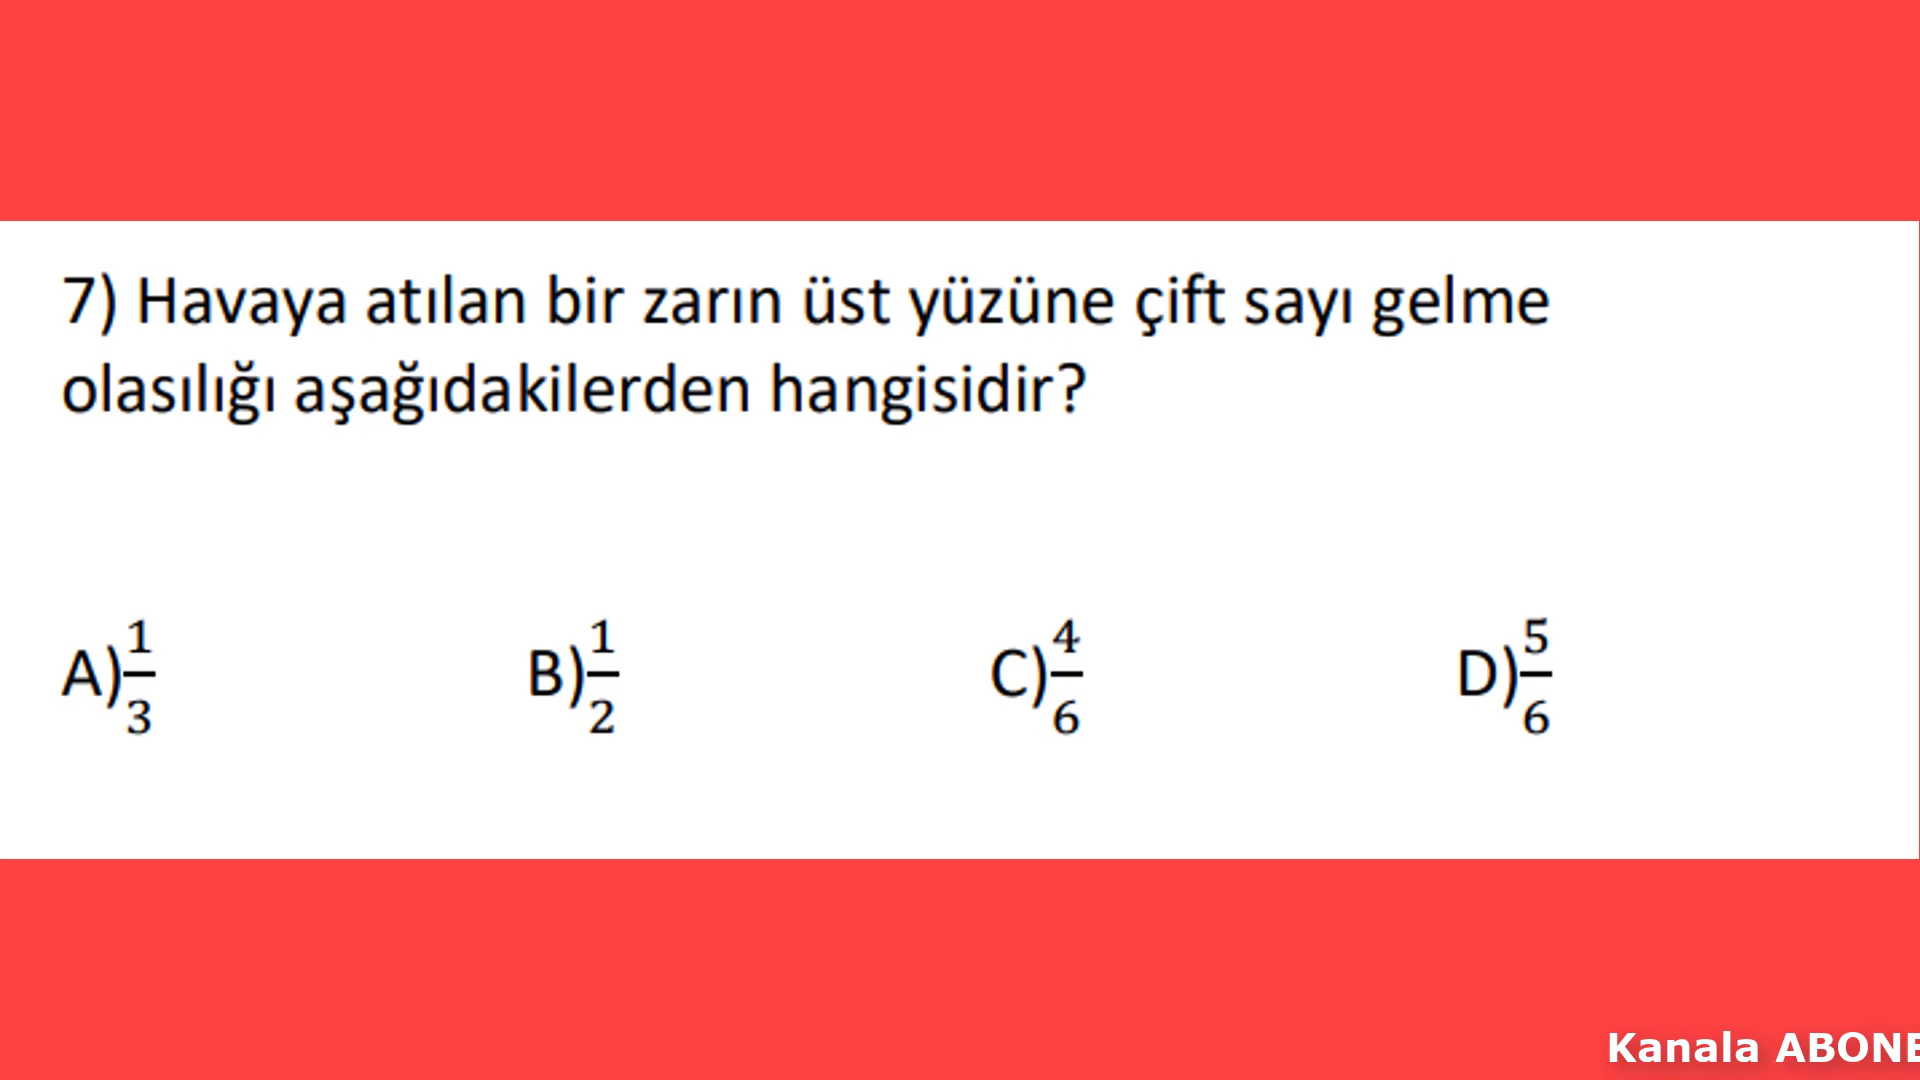 7) Havaya atılan bir zarın üst yüzüne çift sayı gelme
olasılığı aşağıdakilerden hangisidir?
A) 1/3 B) 1/2 C) 4/6 D) 5/6
Kanala ABONE